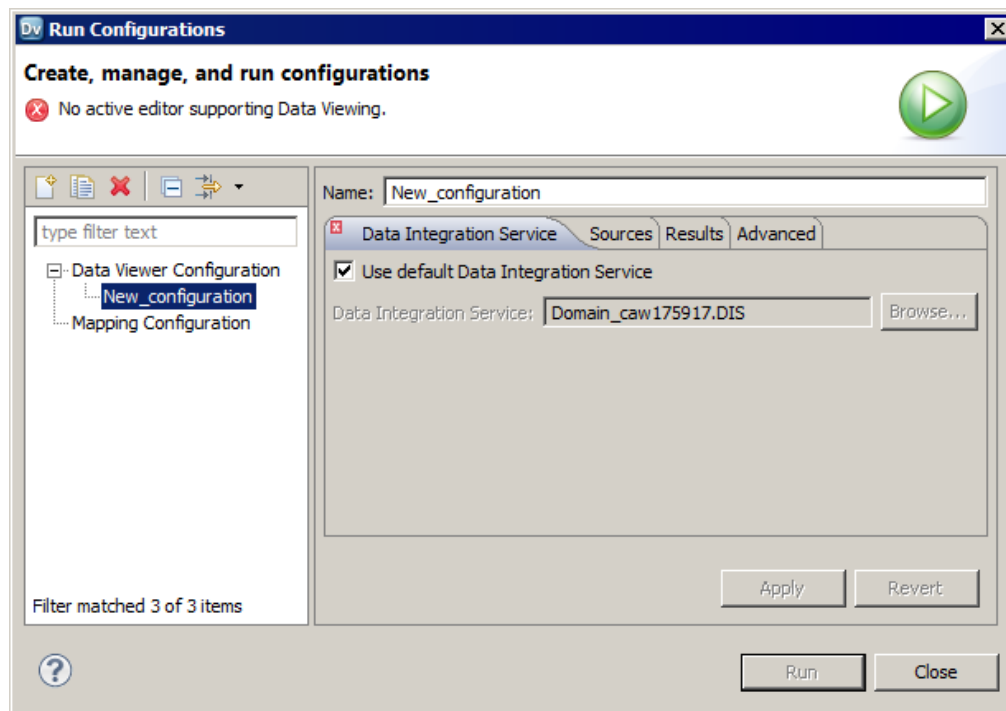 Dv Run Configurations
Create, manage, and run configurations
No active editor supporting Data Viewing.
type filter text
Data Viewer Configuration
New_configuration
Mapping Configuration
Filter matched 3 of 3 items
Name: New_configuration
Data Integration Service Sources Results Advanced
Use default Data Integration Service
Data Integration Service: Domain_caw175917.DIS Browse...
Apply Revert
? Run Close